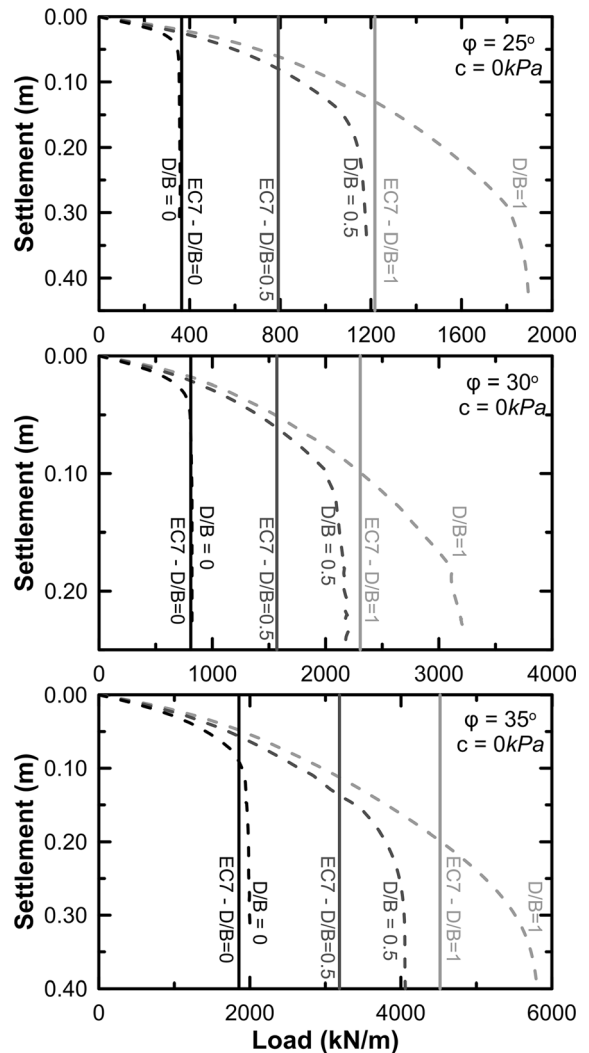 0.00
0.10
0.20
0.30
0.40
Settlement (m)
φ = 25°
c = 0kPa
D/B = 0
EC7 - D/B=0
EC7 - D/B=0.5
D/B = 0.5
EC7 - D/B=1
D/B=1
0 400 800 1200 1600 2000
0.00
0.10
0.20
Settlement (m)
φ = 30°
c = 0kPa
EC7 - D/B=0
D/B = 0
EC7 - D/B=0.5
D/B = 0.5
EC7 - D/B=1
D/B=1
0 1000 2000 3000 4000
0.00
0.10
0.20
0.30
0.40
Settlement (m)
φ = 35°
c = 0kPa
EC7 - D/B=0
D/B = 0
EC7 - D/B=0.5
D/B = 0.5
EC7 - D/B=1
D/B=1
0 2000 4000 6000
Load (kN/m)